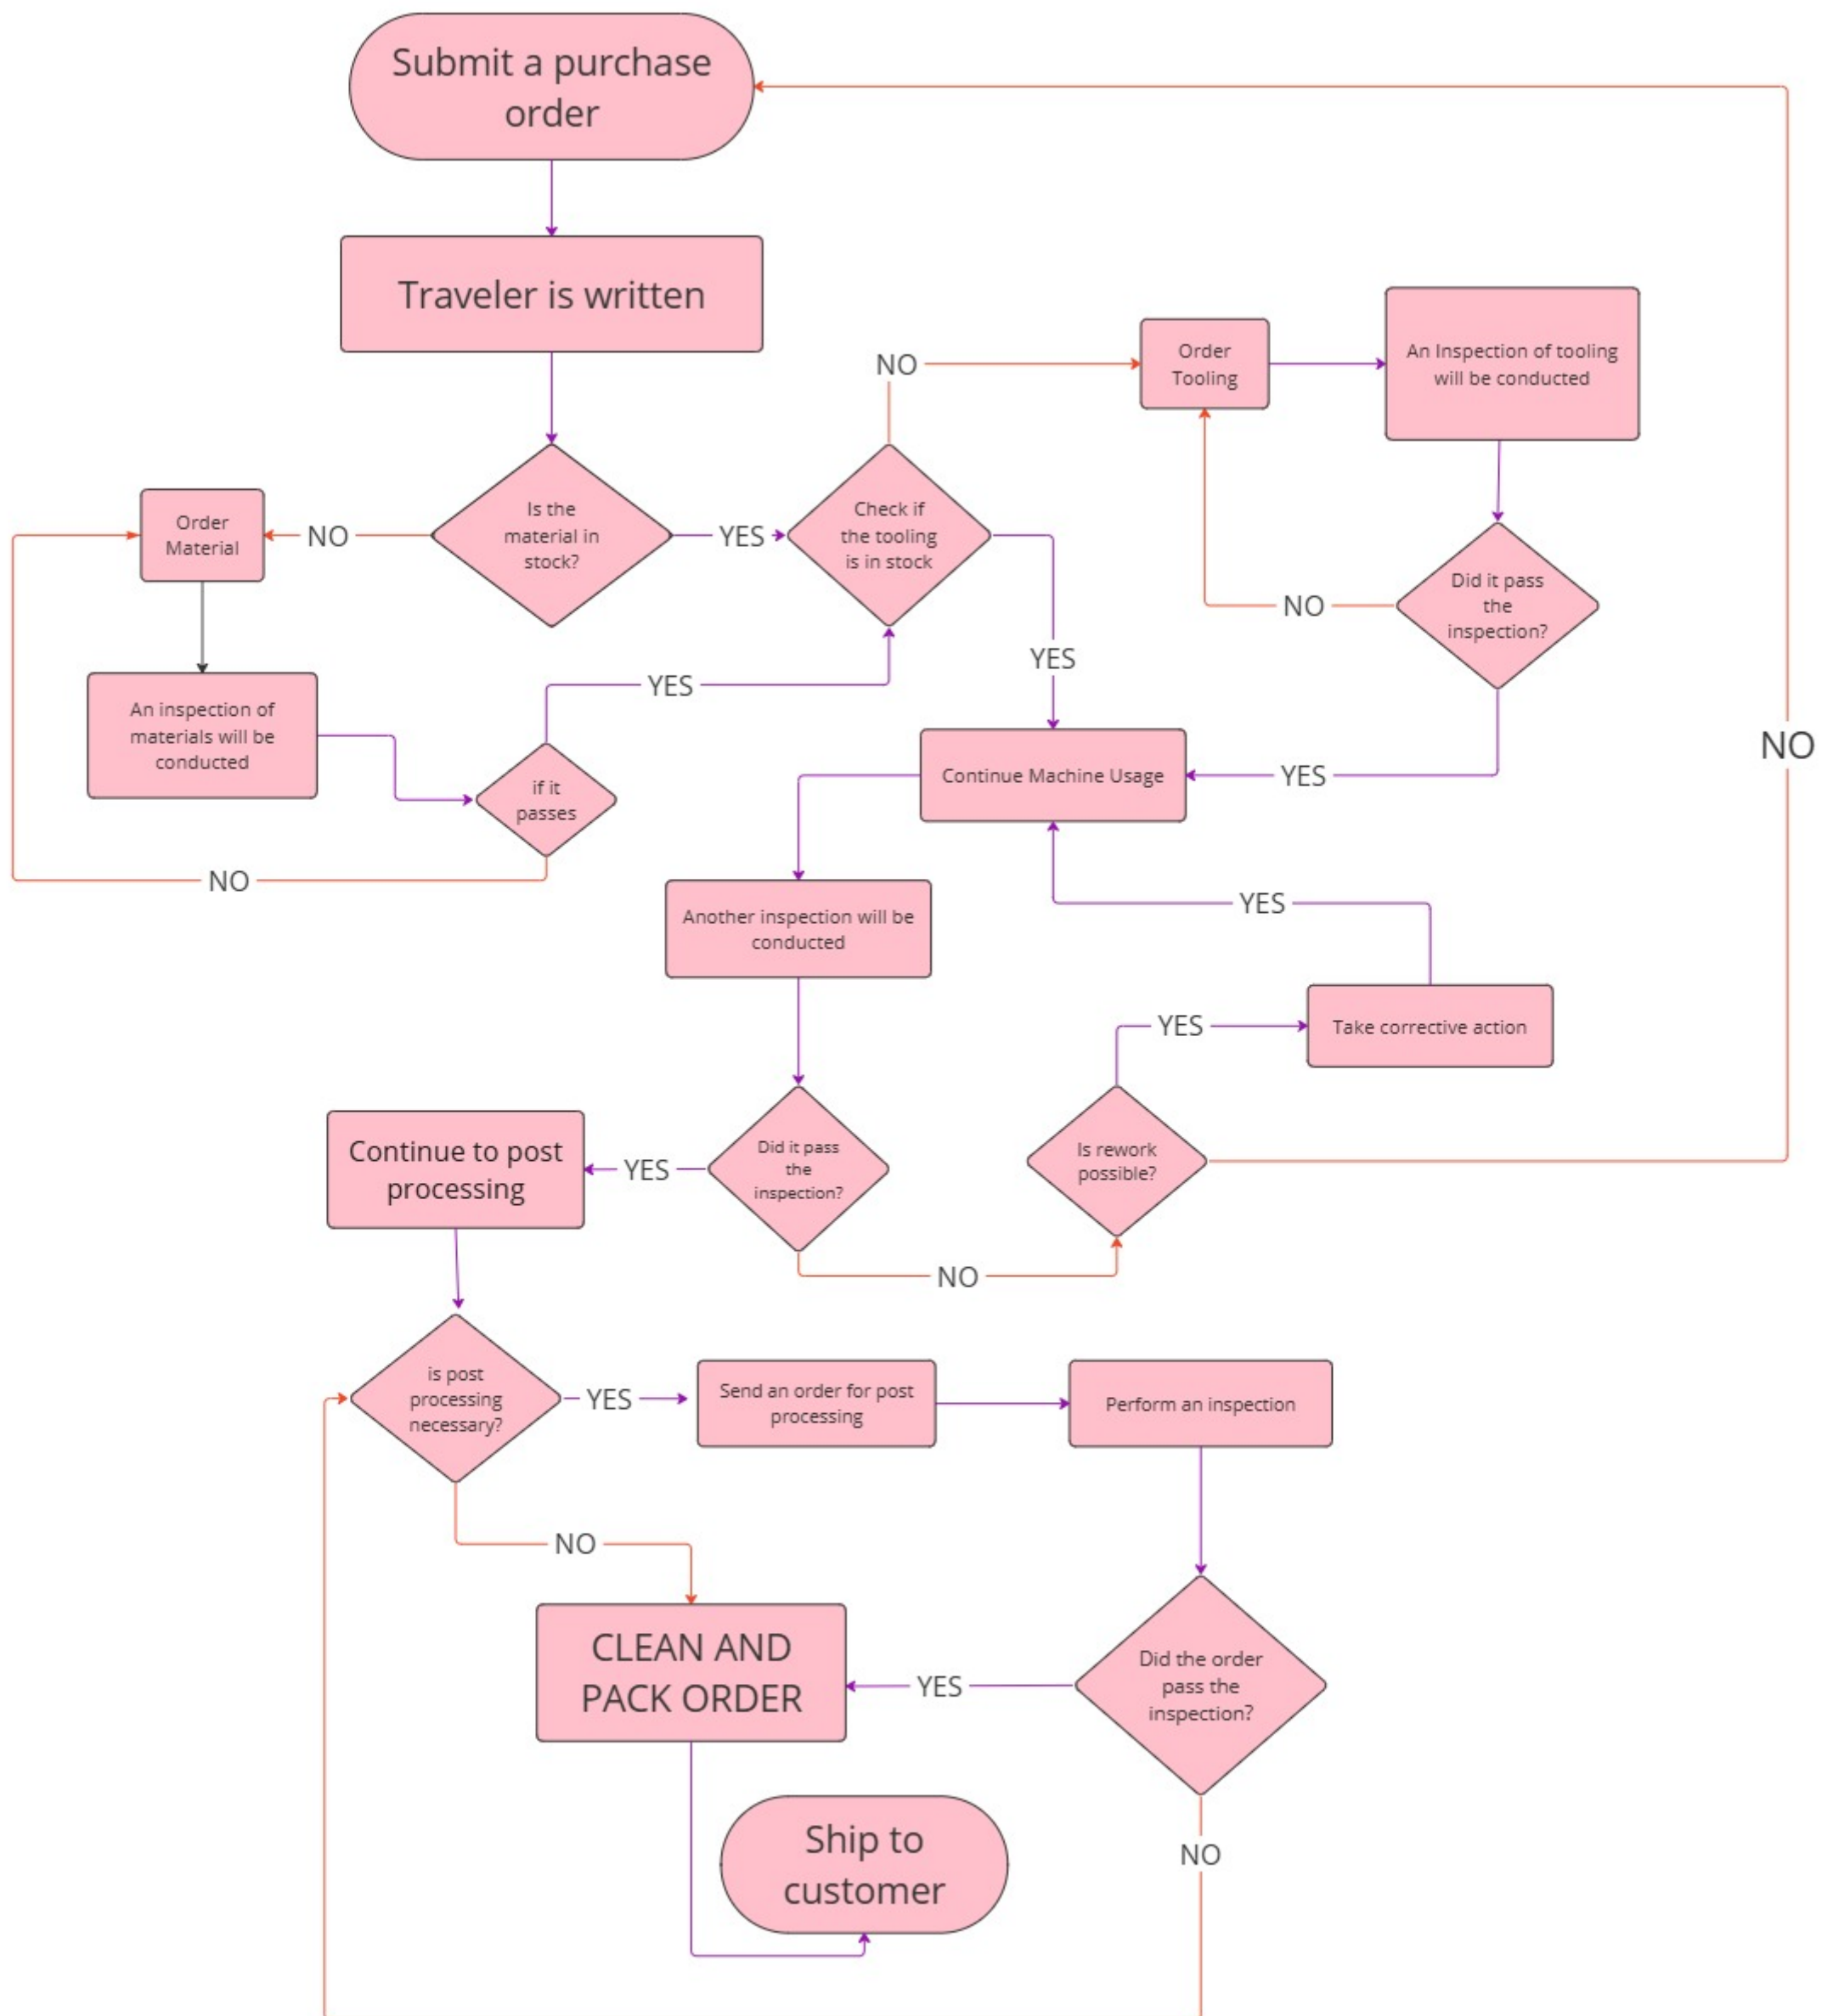 Submit a purchase
order
Traveler is written
Is the
material in
stock?
NO
Order
Material
An inspection of
materials will be
conducted
if it
passes
NO
YES
YES
Check if
the tooling
is in stock
NO
Order
Tooling
An Inspection of tooling
will be conducted
Did it pass
the
inspection?
NO
YES
YES
Continue Machine Usage
Another inspection will be
conducted
Did it pass
the
inspection?
NO
Is rework
possible?
YES
Take corrective action
YES
NO
YES
Continue to post
processing
is post
processing
necessary?
YES
Send an order for post
processing
Perform an inspection
Did the order
pass the
inspection?
NO
YES
NO
CLEAN AND
PACK ORDER
Ship to
customer